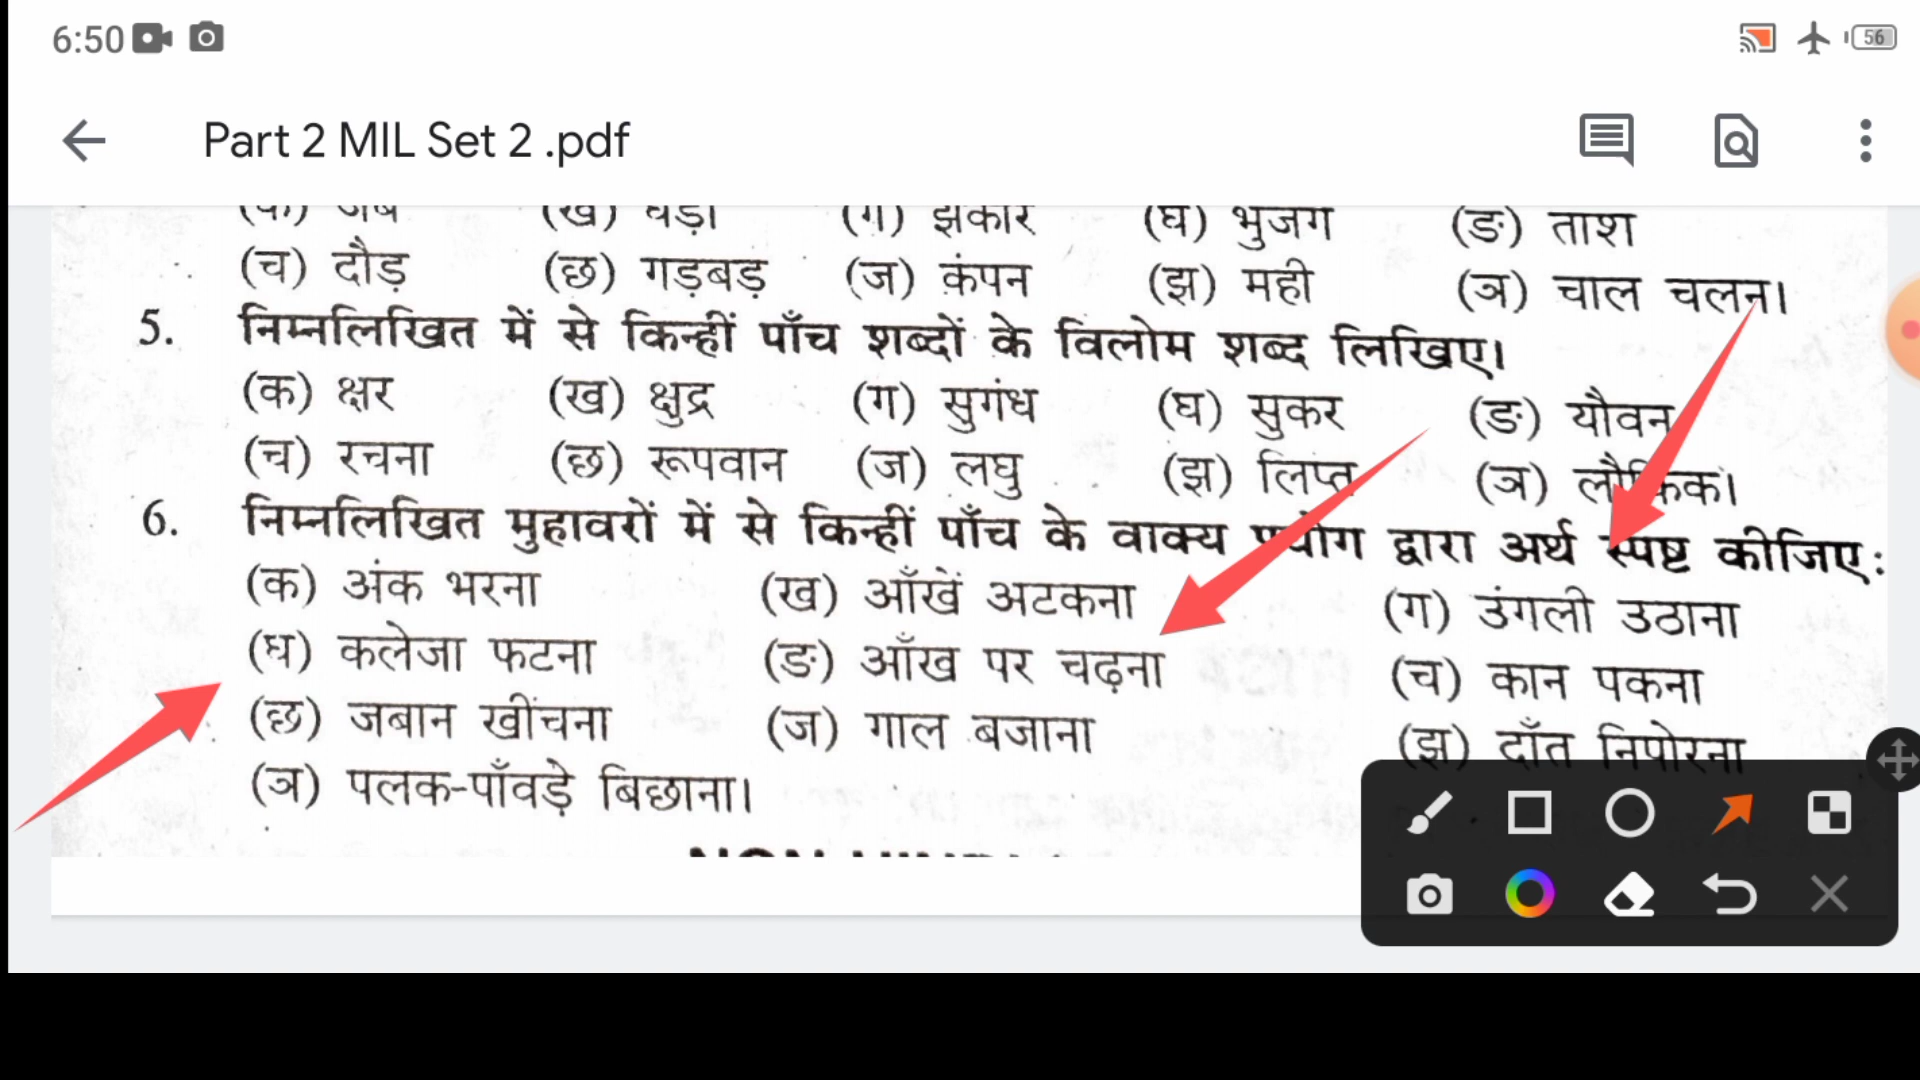 6:50 56
Part 2 MIL Set 2 .pdf
(ग) झंकार (घ) भुजंग (ङ) ताश
(च) दौड़ (छ) गड़बड़ (ज) कंपन (झ) मही (ञ) चाल चलन।
5. निम्नलिखित में से किन्हीं पाँच शब्दों के विलोम शब्द लिखिए।
(क) क्षर (ख) क्षुद्र (ग) सुगंध (घ) सुकर (ङ) यौवन
(च) रचना (छ) रूपवान (ज) लघु (झ) लिप्त (ञ) लौकिक।
6. निम्नलिखित मुहावरों में से किन्हीं पाँच के वाक्य प्रयोग द्वारा अर्थ स्पष्ट कीजिए:
(क) अंक भरना (ख) आँखें अटकना (ग) उंगली उठाना
(घ) कलेजा फटना (ङ) आँख पर चढ़ना (च) कान पकना
(छ) जबान खींचना (ज) गाल बजाना (झ) दाँत निपोरना
(ञ) पलक-पाँवड़े बिछाना।